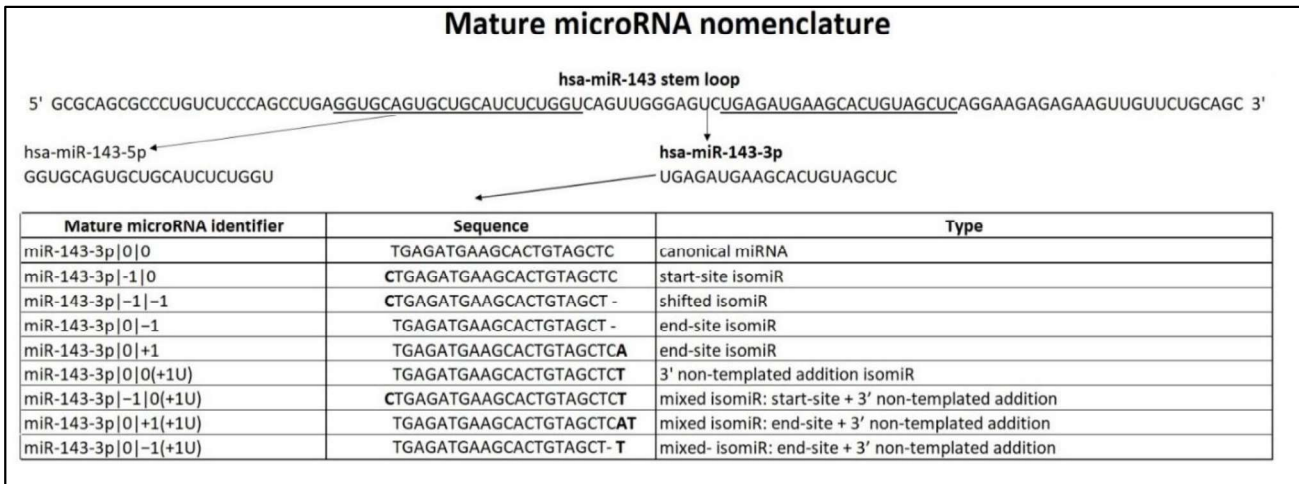 Mature microRNA nomenclature
hsa-miR-143 stem loop
5' GCGCAGCGCCCUGUCUCCCAGCCUGAGGUGCAGUGCUGCAUCUCUGGUCAGUUGGGAGUCUGAGAUGAAGCACUGUAGCUCAGGAAGAGAGAAGUUGUUCUGCAGC 3'
hsa-miR-143-5p hsa-miR-143-3p
GGUGCAGUGCUGCAUCUCUGGU UGAGAUGAAGCACUGUAGCUC
Mature microRNA identifier Sequence Type
miR-143-3p|0|0 TGAGATGAAGCACTGTAGCTC canonical miRNA
miR-143-3p|-1|0 CTGAGATGAAGCACTGTAGCTC start-site isomiR
miR-143-3p|−1|−1 CTGAGATGAAGCACTGTAGCT - shifted isomiR
miR-143-3p|0|−1 TGAGATGAAGCACTGTAGCT - end-site isomiR
miR-143-3p|0|+1 TGAGATGAAGCACTGTAGCTCA end-site isomiR
miR-143-3p|0|0(+1U) TGAGATGAAGCACTGTAGCTCT 3' non-templated addition isomiR
miR-143-3p|−1|0(+1U) CTGAGATGAAGCACTGTAGCTCT mixed isomiR: start-site + 3′ non-templated addition
miR-143-3p|0|+1(+1U) TGAGATGAAGCACTGTAGCTCAT mixed isomiR: end-site + 3′ non-templated addition
miR-143-3p|0|−1(+1U) TGAGATGAAGCACTGTAGCT- T mixed- isomiR: end-site + 3′ non-templated addition